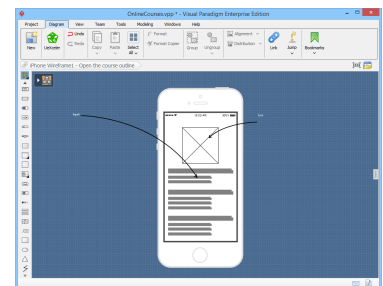 OnlineCourses.vpp * - Visual Paradigm Enterprise Edition
Project Diagram View Team Tools Modeling Windows Help
New UeXceler
Undo
Redo
Copy Paste Select All
Format
Format Copier
Group Ungroup
Alignment
Distribution
Link Jump Bookmarks
iPhone Wireframe1 - Open the course outline